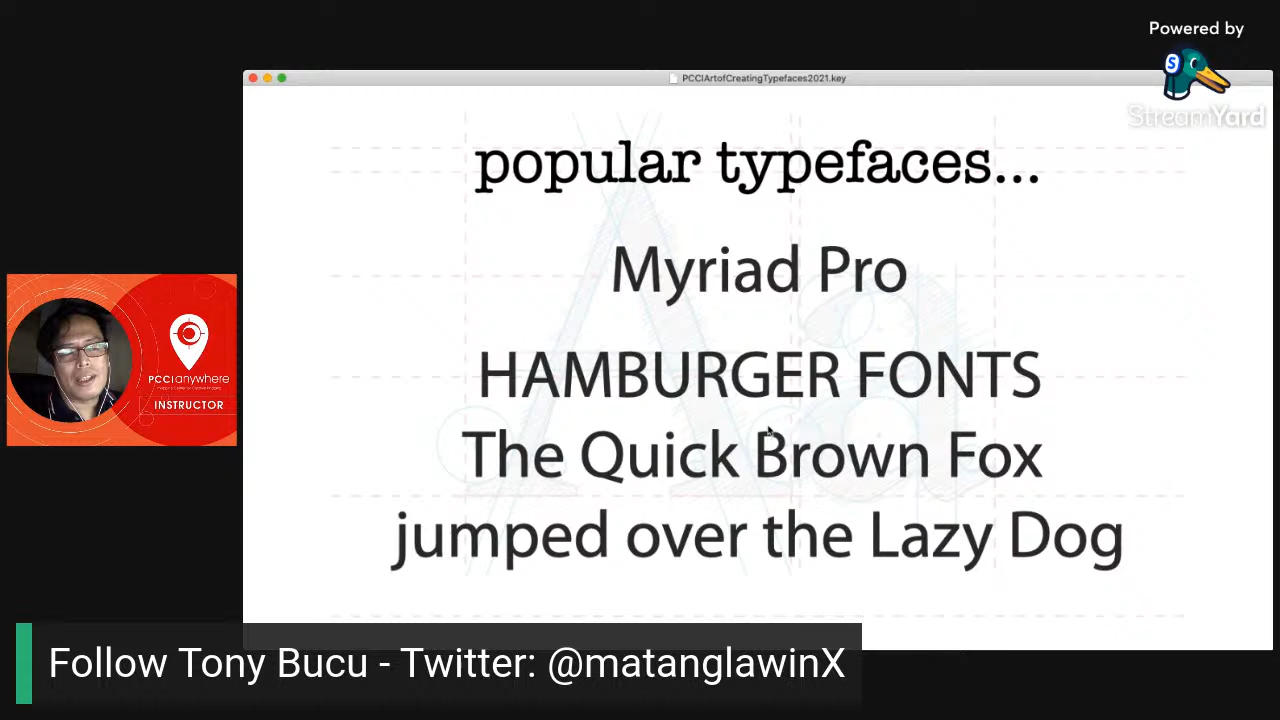 Powered by
StreamYard
PCCIArtofCreatingTypefaces2021.key
popular typefaces...
Myriad Pro
HAMBURGER FONTS
The Quick Brown Fox
jumped over the Lazy Dog
PCCIanywhere
INSTRUCTOR
Follow Tony Bucu - Twitter: @matanglawinX